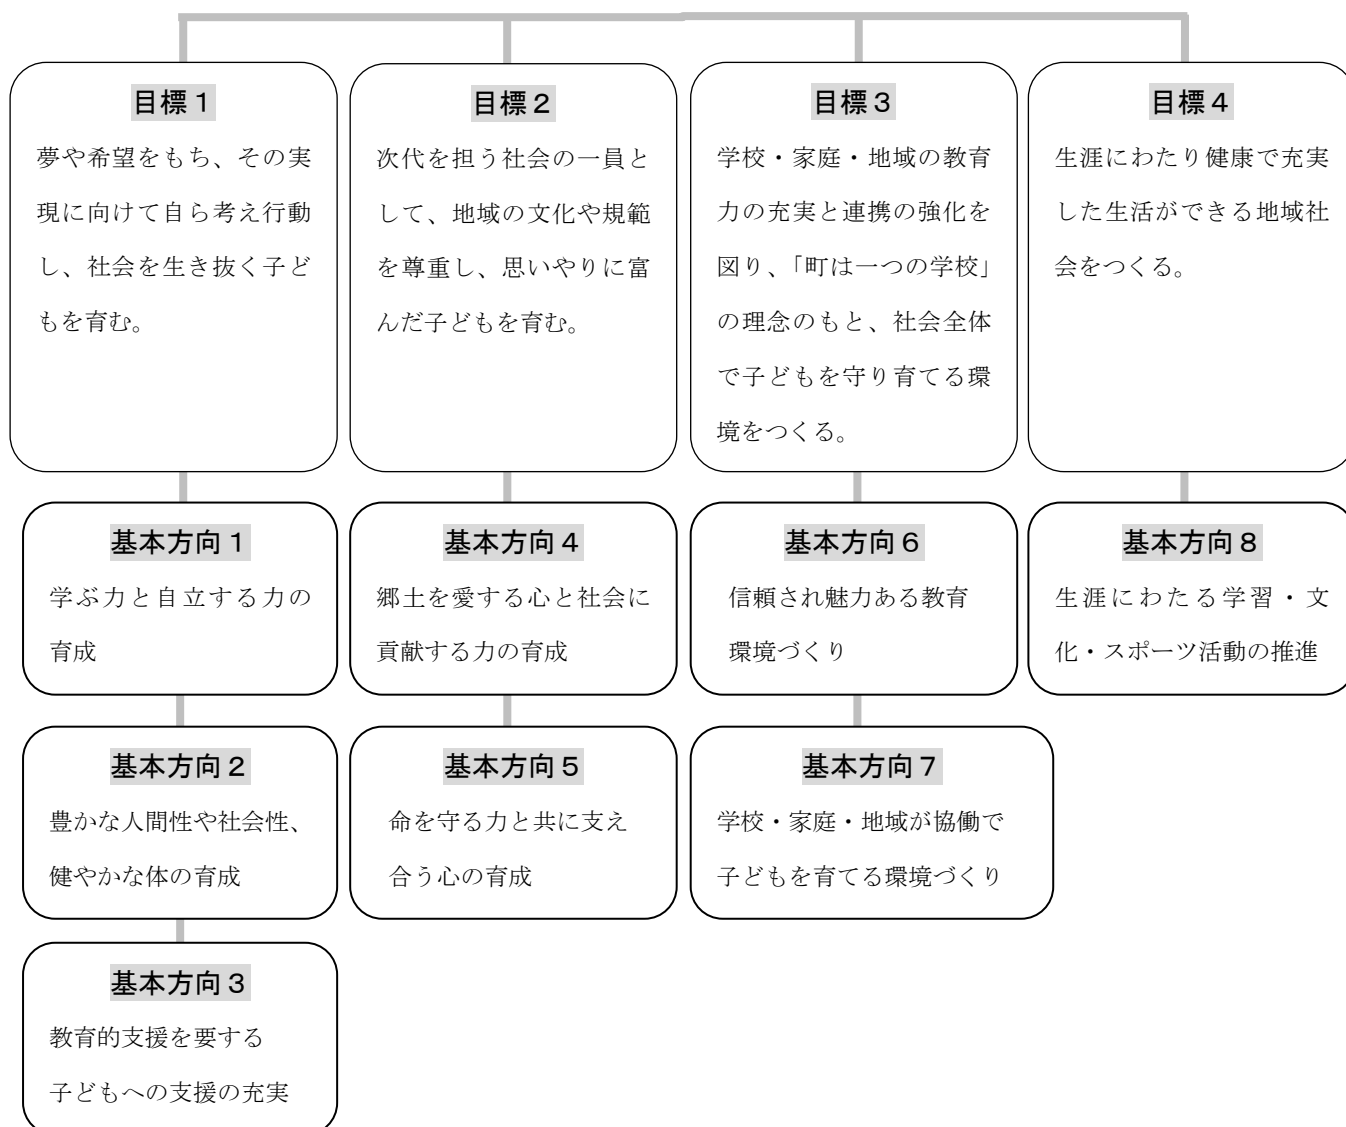 目標１
夢や希望をもち、その実
現に向けて自ら考え行動
し、社会を生き抜く子ど
もを育む。
目標２
次代を担う社会の一員と
して、地域の文化や規範
を尊重し、思いやりに富
んだ子どもを育む。
目標３
学校・家庭・地域の教育
力の充実と連携の強化を
図り、「町は一つの学校」
の理念のもと、社会全体
で子どもを守り育てる環
境をつくる。
目標４
生涯にわたり健康で充実
した生活ができる地域社
会をつくる。
基本方向１
学ぶ力と自立する力の
育成
基本方向４
郷土を愛する心と社会に
貢献する力の育成
基本方向６
信頼され魅力ある教育
環境づくり
基本方向８
生涯にわたる学習・文
化・スポーツ活動の推進
基本方向２
豊かな人間性や社会性、
健やかな体の育成
基本方向５
命を守る力と共に支え
合う心の育成
基本方向７
学校・家庭・地域が協働で
子どもを育てる環境づくり
基本方向３
教育的支援を要する
子どもへの支援の充実